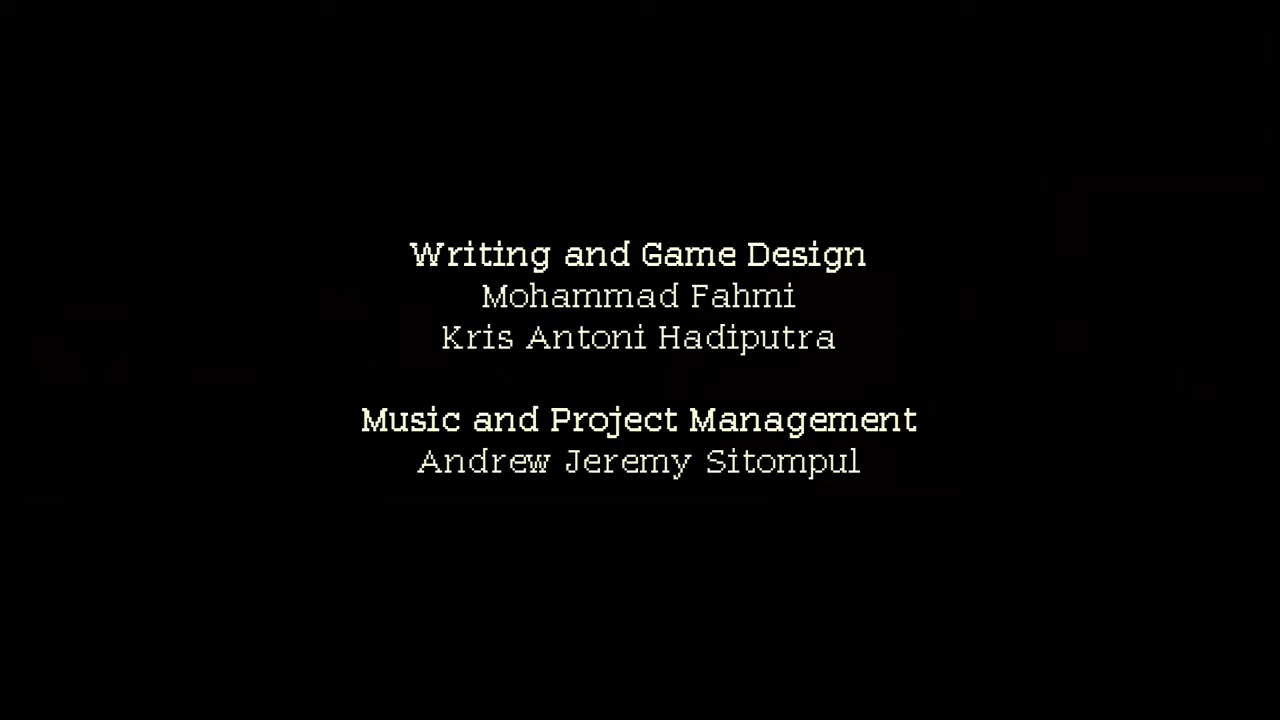 Writing and Game Design
Mohammad Fahmi
Kris Antoni Hadiputra
Music and Project Management
Andrew Jeremy Sitompul